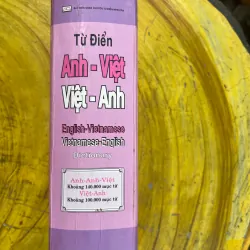 Từ Điển
Anh - Việt
Việt - Anh
English-Vietnamese
Vietnamese-English
Dictionary
Anh-Anh-Việt
Khoảng 140.000 mục từ
Việt-Anh
Khoảng 100.000 mục từ